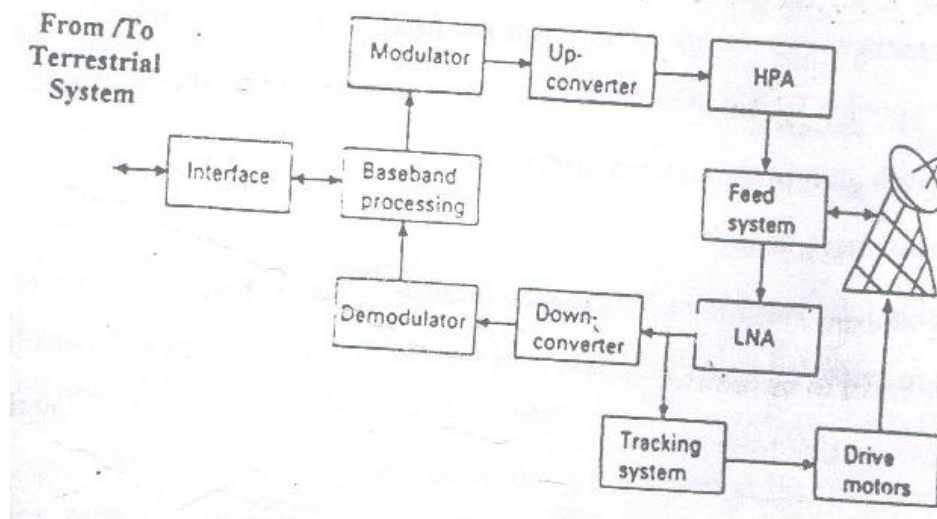 From /To
Terrestrial
System
Modulator
Up-
converter
HPA
Interface
Baseband
processing
Feed
system
Demodulator
Down-
converter
LNA
Tracking
system
Drive
motors